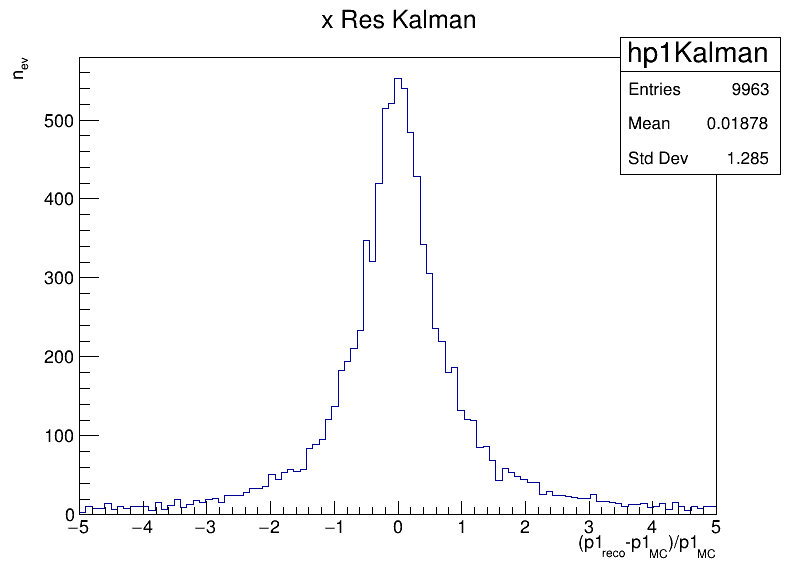 x Res Kalman
hp1Kalman
Entries 9963
Mean 0.01878
Std Dev 1.285
n_ev
500
400
300
200
100
0
−5 −4 −3 −2 −1 0 1 2 3 4 5
(p1_reco-p1_MC)/p1_MC